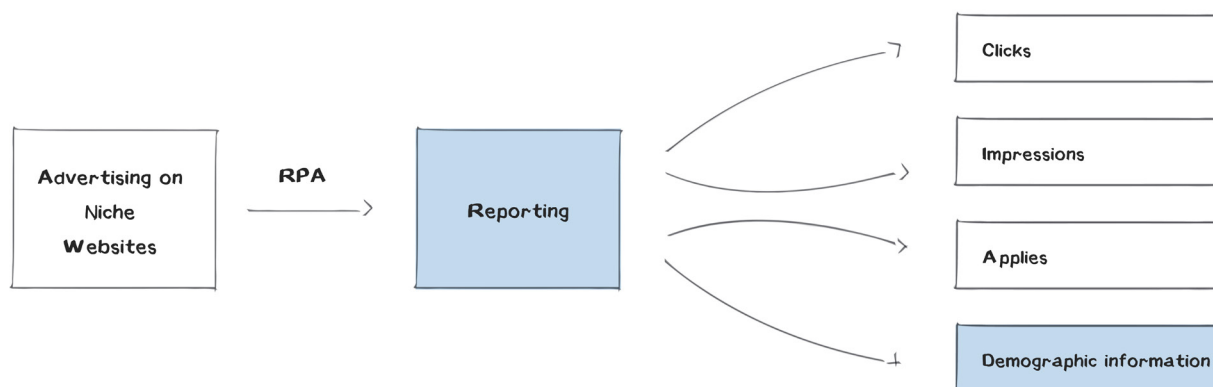 Advertising on
Niche
Websites
RPA
Reporting
Clicks
Impressions
Applies
Demographic information